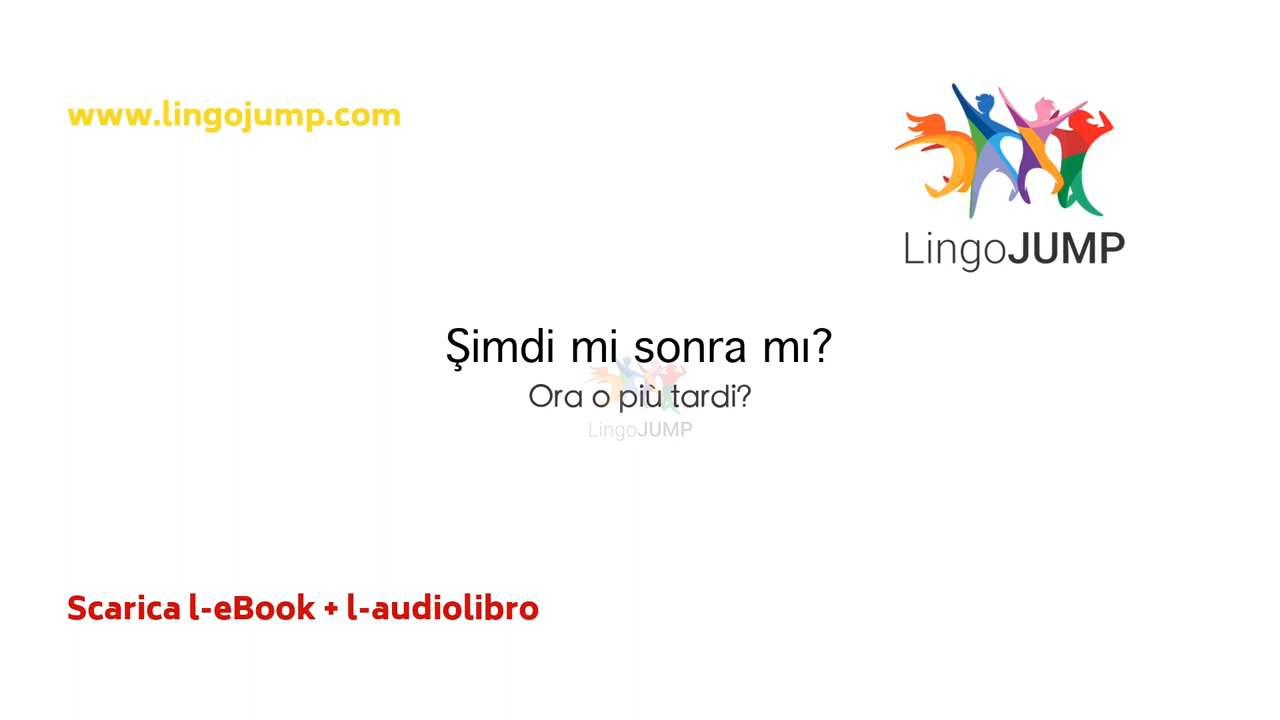 www.lingojump.com
LingoJUMP
Şimdi mi sonra mı?
Ora o più tardi?
LingoJUMP
Scarica l-eBook + l-audiolibro